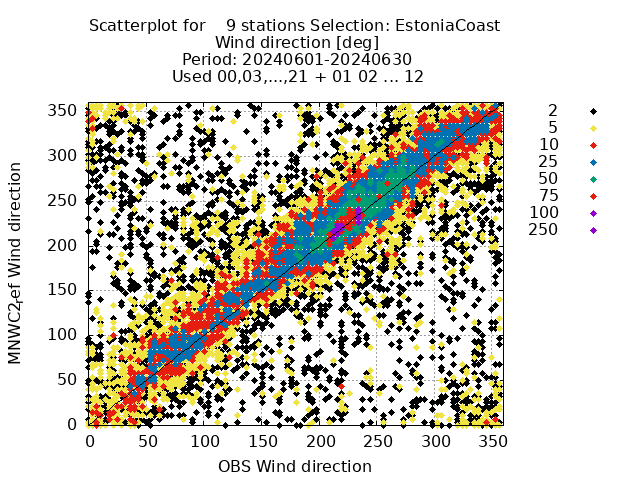 Scatterplot for 9 stations Selection: EstoniaCoast
Wind direction [deg]
Period: 20240601-20240630
Used 00,03,...,21 + 01 02 ... 12
MNWC2ref Wind direction
350
300
250
200
150
100
50
0
0 50 100 150 200 250 300 350
OBS Wind direction
2
5
10
25
50
75
100
250